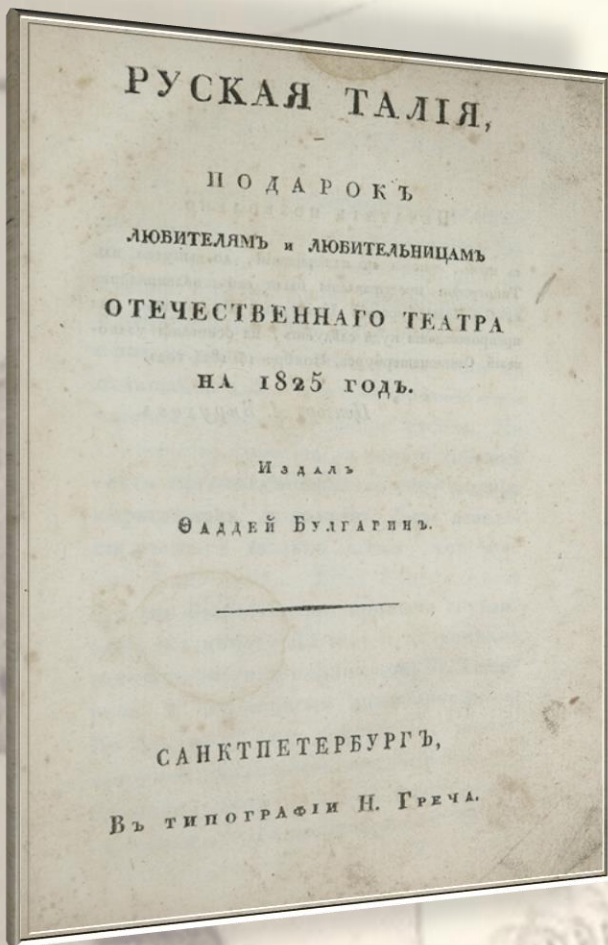 РУСКАЯ ТАЛІЯ,
ПОДАРОКЪ
ЛЮБИТЕЛЯМЪ и ЛЮБИТЕЛЬНИЦАМЪ
ОТЕЧЕСТВЕННАГО ТЕАТРА
НА 1825 ГОДЪ.
ИЗДАЛЪ
ѲАДДЕЙ БУЛГАРИНЪ.
САНКТПЕТЕРБУРГЪ,
ВЪ ТИПОГРАФІИ Н. ГРЕЧА.